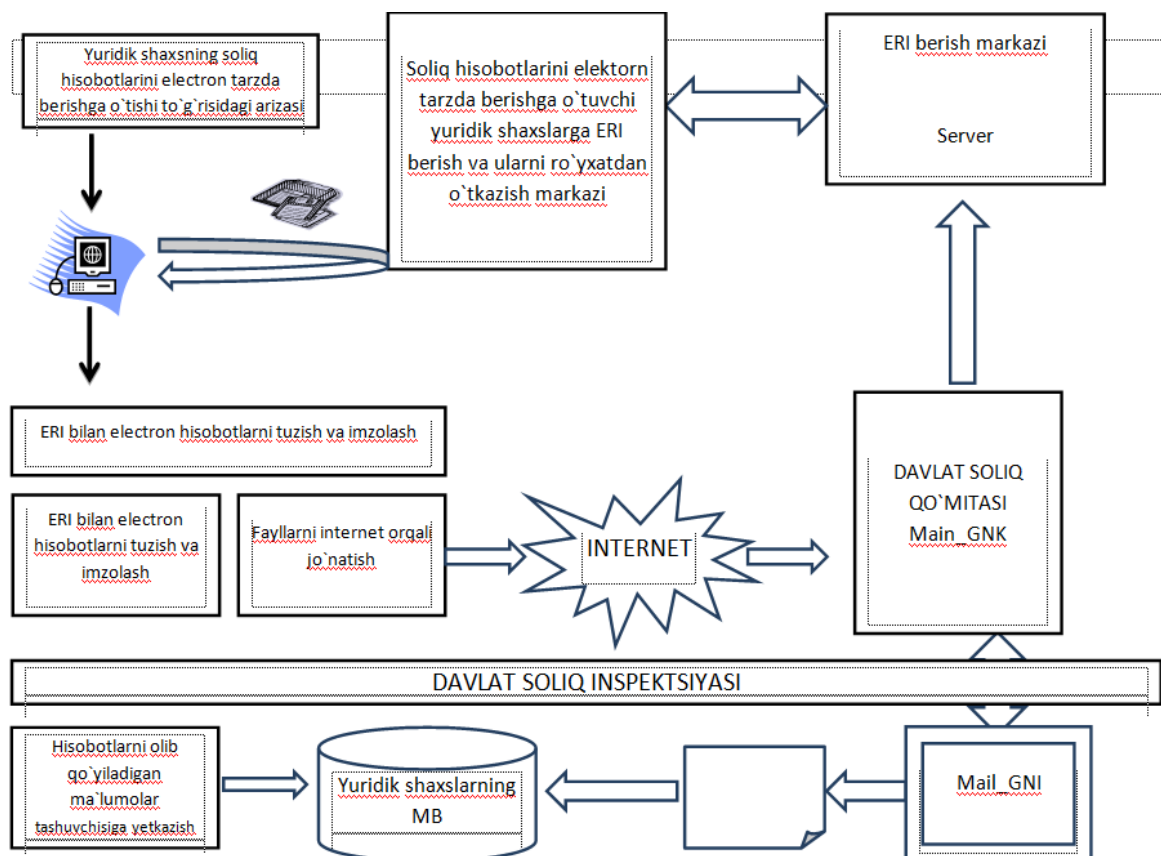 Yuridik shaxsning soliq
hisobotlarini electron tarzda
berishga o`tishi to`g`risidagi arizasi
Soliq hisobotlarini elektorn
tarzda berishga o`tuvchi
yuridik shaxslarga ERI
berish va ularni ro`yxatdan
o`tkazish markazi
ERI berish markazi
Server
ERI bilan electron hisobotlarni tuzish va imzolash
ERI bilan electron
hisobotlarni tuzish va
imzolash
Fayllarni internet orqali
jo`natish
INTERNET
DAVLAT SOLIQ
QO`MITASI
Main_GNK
DAVLAT SOLIQ INSPEKTSIYASI
Hisobotlarni olib
qo`yiladigan
ma`lumolar
tashuvchisiga yetkazish
Yuridik shaxslarning
MB
Mail_GNI